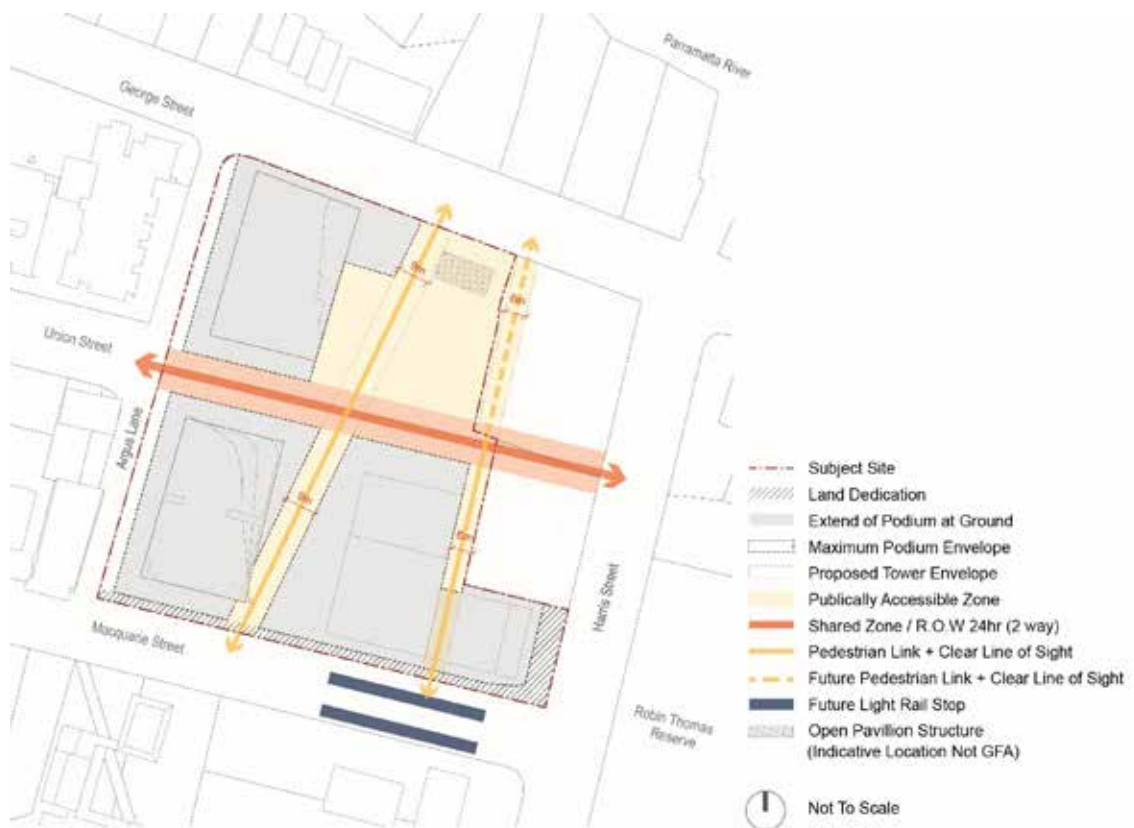 Parramatta River
George Street
Union Street
Argus Lane
Macquarie Street
Harris Street
Robin Thomas
Reserve
Subject Site
Land Dedication
Extend of Podium at Ground
Maximum Podium Envelope
Proposed Tower Envelope
Publically Accessible Zone
Shared Zone / R.O.W 24hr (2 way)
Pedestrian Link + Clear Line of Sight
Future Pedestrian Link + Clear Line of Sight
Future Light Rail Stop
Open Pavillion Structure
(Indicative Location Not GFA)
Not To Scale